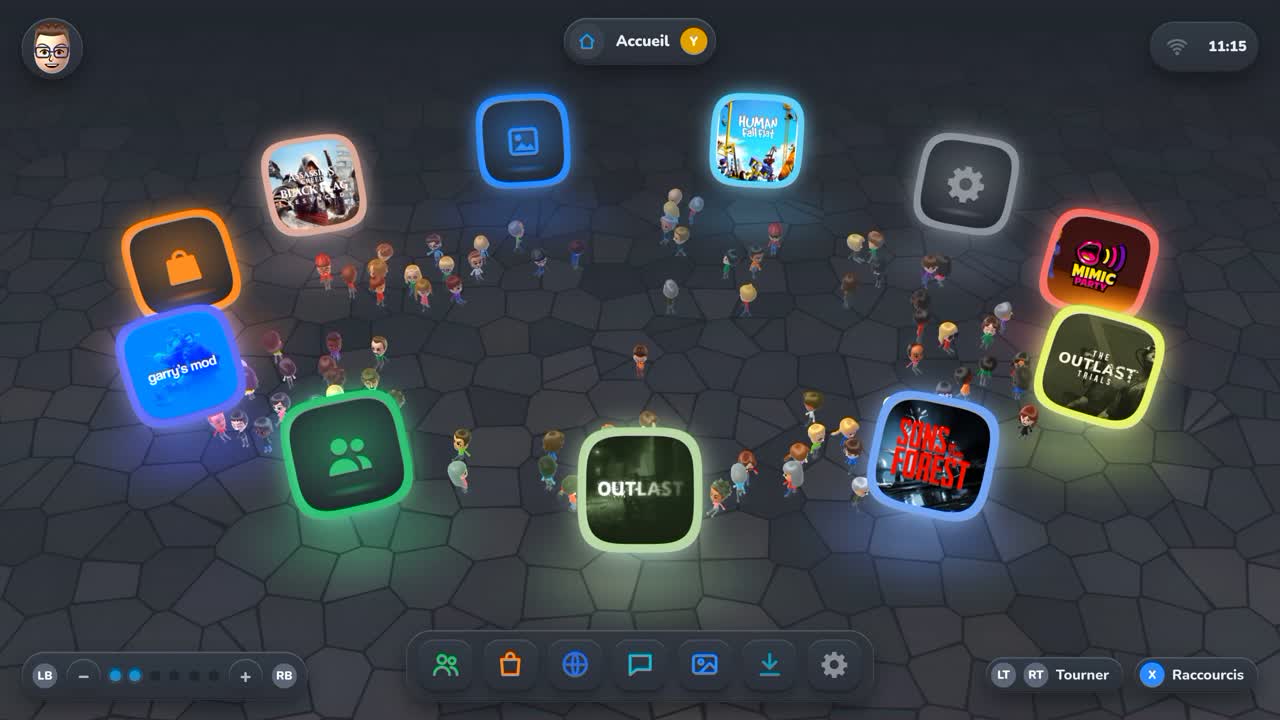 Accueil
Y
11:15
HUMAN
fall flat
ASSASSIN'S
CREED
BLACK FLAG
MIMIC
PARTY
garry's mod
THE
OUTLAST
TRIALS
SONS
OF THE
FOREST
OUTLAST
LB
−
+
RB
LT
RT
Tourner
X
Raccourcis